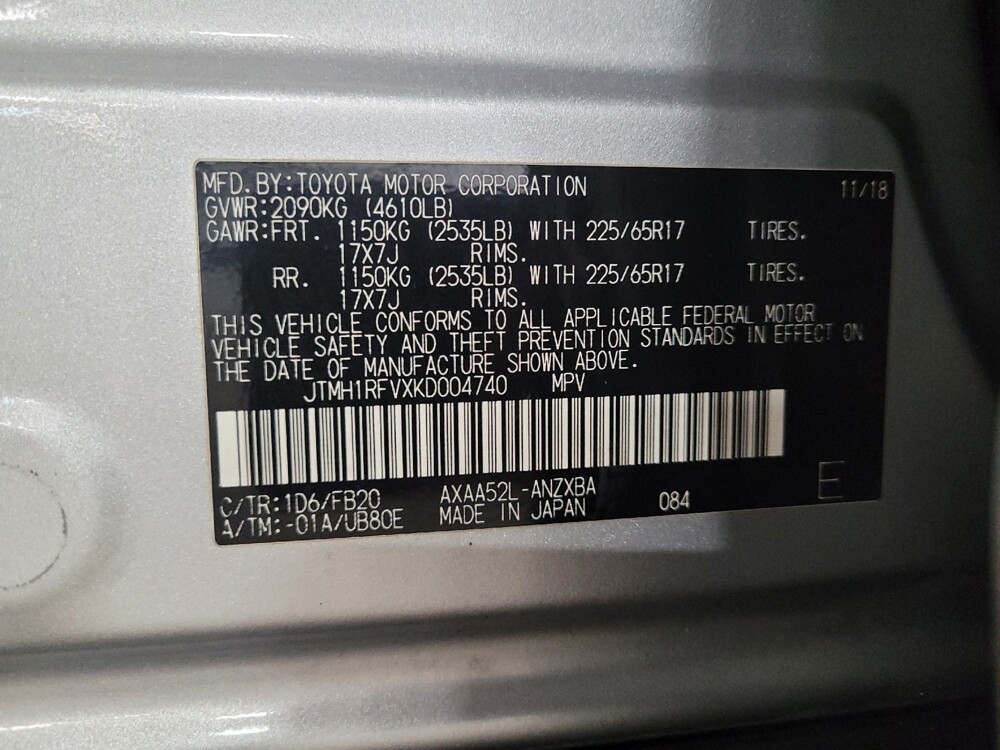 MFD.BY:TOYOTA MOTOR CORPORATION 11/18
GVWR:2090KG (4610LB)
GAWR:FRT. 1150KG (2535LB) WITH 225/65R17 TIRES.
17X7J RIMS.
RR. 1150KG (2535LB) WITH 225/65R17 TIRES.
17X7J RIMS.
THIS VEHICLE CONFORMS TO ALL APPLICABLE FEDERAL MOTOR
VEHICLE SAFETY AND THEFT PREVENTION STANDARDS IN EFFECT ON
THE DATE OF MANUFACTURE SHOWN ABOVE.
JTMH1RFVXKD004740 MPV
C/TR:1D6/FB20 AXAA52L-ANZXBA 084 E
A/TM:-01A/UB80E MADE IN JAPAN